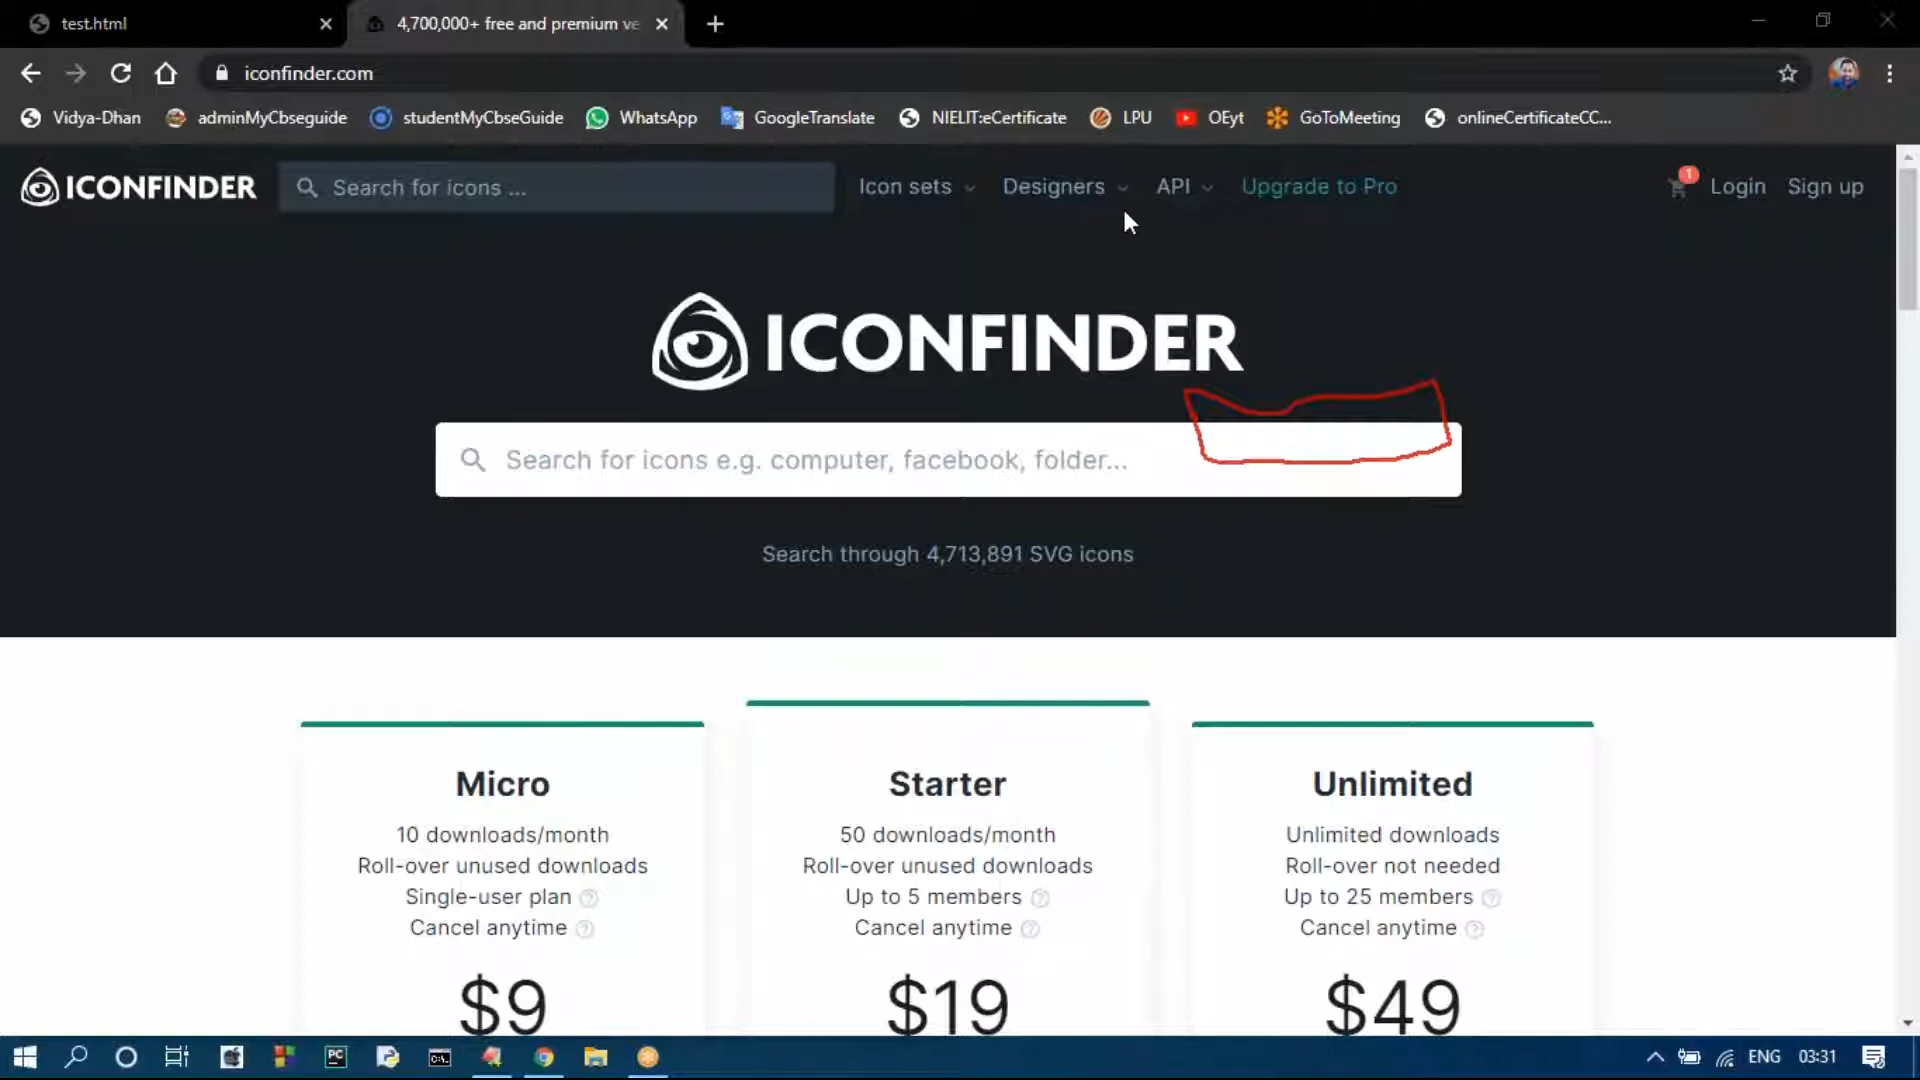 test.html
4,700,000+ free and premium ve
iconfinder.com
Vidya-Dhan
adminMyCbseguide
studentMyCbseGuide
WhatsApp
GoogleTranslate
NIELIT:eCertificate
LPU
OEyt
GoToMeeting
onlineCertificateCC...
ICONFINDER
Search for icons ...
Icon sets
Designers
API
Upgrade to Pro
1
Login
Sign up
ICONFINDER
Search for icons e.g. computer, facebook, folder...
Search through 4,713,891 SVG icons
Micro
10 downloads/month
Roll-over unused downloads
Single-user plan ?
Cancel anytime ?
$9
Starter
50 downloads/month
Roll-over unused downloads
Up to 5 members ?
Cancel anytime ?
$19
Unlimited
Unlimited downloads
Roll-over not needed
Up to 25 members ?
Cancel anytime ?
$49
PC
C:\.
ENG
03:31